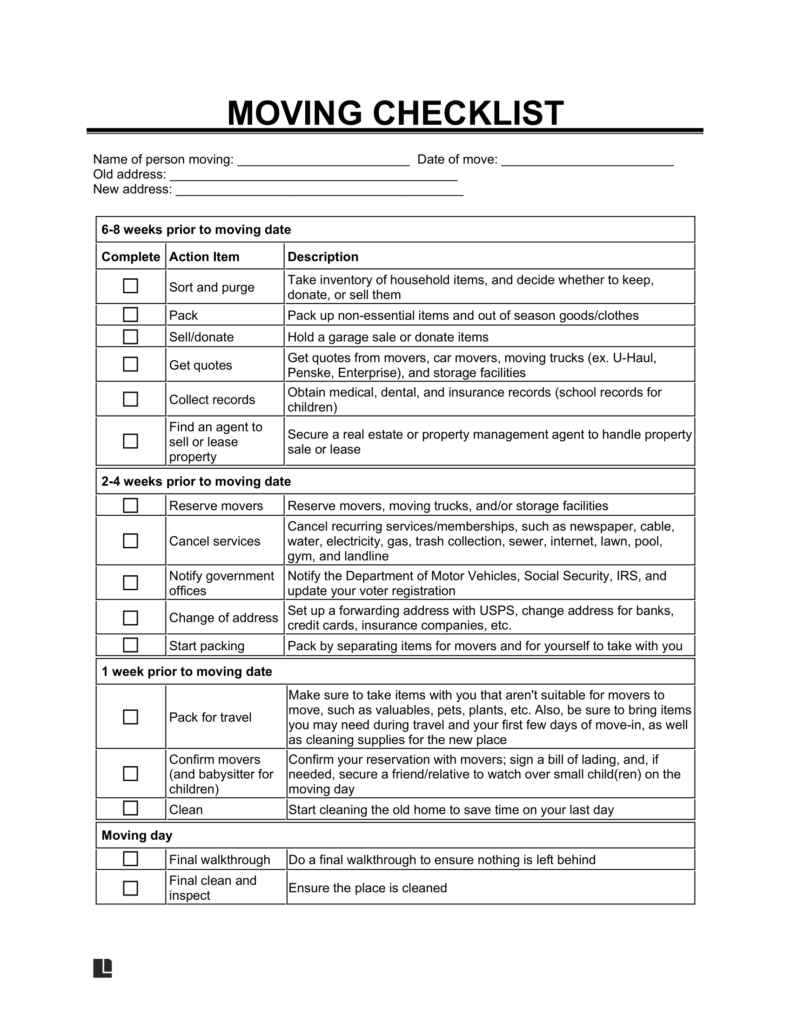 MOVING CHECKLIST
Name of person moving: ________________________ Date of move: ________________________
Old address: ________________________________________
New address: ________________________________________
6-8 weeks prior to moving date
Complete Action Item Description
Sort and purge
Take inventory of household items, and decide whether to keep,
donate, or sell them
Pack
Pack up non-essential items and out of season goods/clothes
Sell/donate
Hold a garage sale or donate items
Get quotes
Get quotes from movers, car movers, moving trucks (ex. U-Haul,
Penske, Enterprise), and storage facilities
Collect records
Obtain medical, dental, and insurance records (school records for
children)
Find an agent to
sell or lease
property
Secure a real estate or property management agent to handle property
sale or lease
2-4 weeks prior to moving date
Reserve movers
Reserve movers, moving trucks, and/or storage facilities
Cancel services
Cancel recurring services/memberships, such as newspaper, cable,
water, electricity, gas, trash collection, sewer, internet, lawn, pool,
gym, and landline
Notify government
offices
Notify the Department of Motor Vehicles, Social Security, IRS, and
update your voter registration
Change of address
Set up a forwarding address with USPS, change address for banks,
credit cards, insurance companies, etc.
Start packing
Pack by separating items for movers and for yourself to take with you
1 week prior to moving date
Pack for travel
Make sure to take items with you that aren't suitable for movers to
move, such as valuables, pets, plants, etc. Also, be sure to bring items
you may need during travel and your first few days of move-in, as well
as cleaning supplies for the new place
Confirm movers
(and babysitter for
children)
Confirm your reservation with movers; sign a bill of lading, and, if
needed, secure a friend/relative to watch over small child(ren) on the
moving day
Clean
Start cleaning the old home to save time on your last day
Moving day
Final walkthrough
Do a final walkthrough to ensure nothing is left behind
Final clean and
inspect
Ensure the place is cleaned